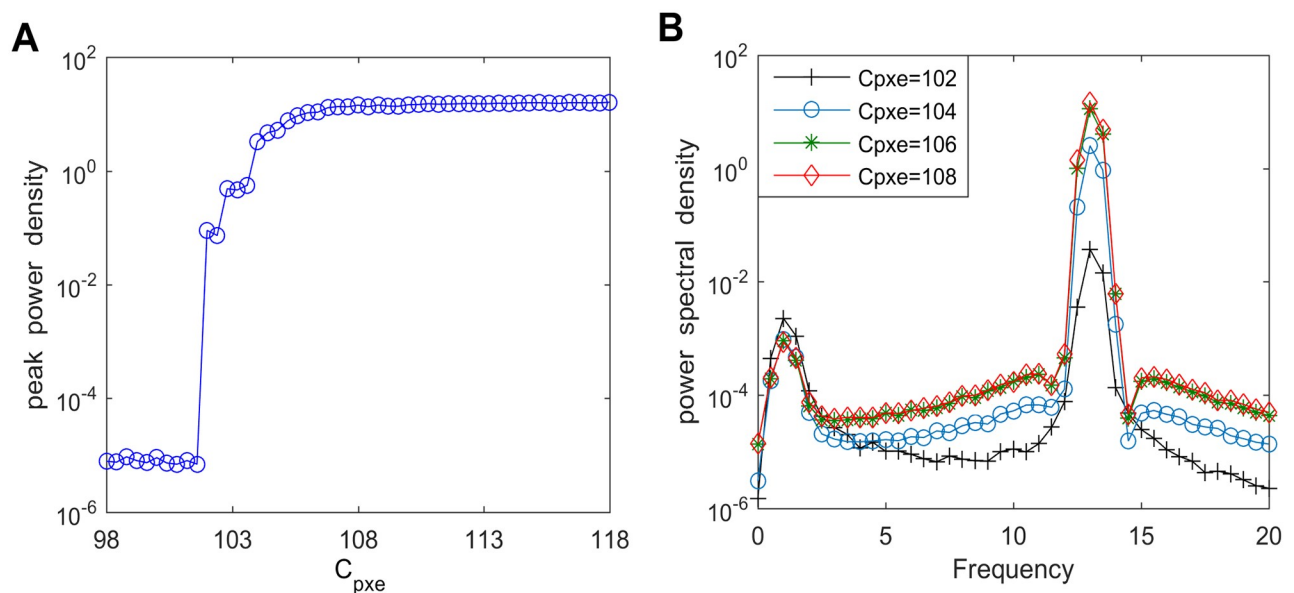 A
B
10^2
10^0
10^-2
10^-4
10^-6
peak power density
98
103
108
113
118
C_pxe
10^2
10^0
10^-2
10^-4
10^-6
power spectral density
Cpxe=102
Cpxe=104
Cpxe=106
Cpxe=108
0
5
10
15
20
Frequency